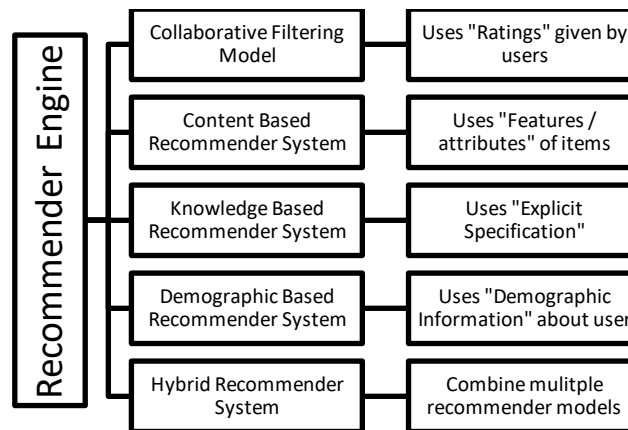 Recommender Engine
Collaborative Filtering
Model
Uses "Ratings" given by
users
Content Based
Recommender System
Uses "Features /
attributes" of items
Knowledge Based
Recommender System
Uses "Explicit
Specification"
Demographic Based
Recommender System
Uses "Demographic
Information" about user
Hybrid Recommender
System
Combine mulitple
recommender models